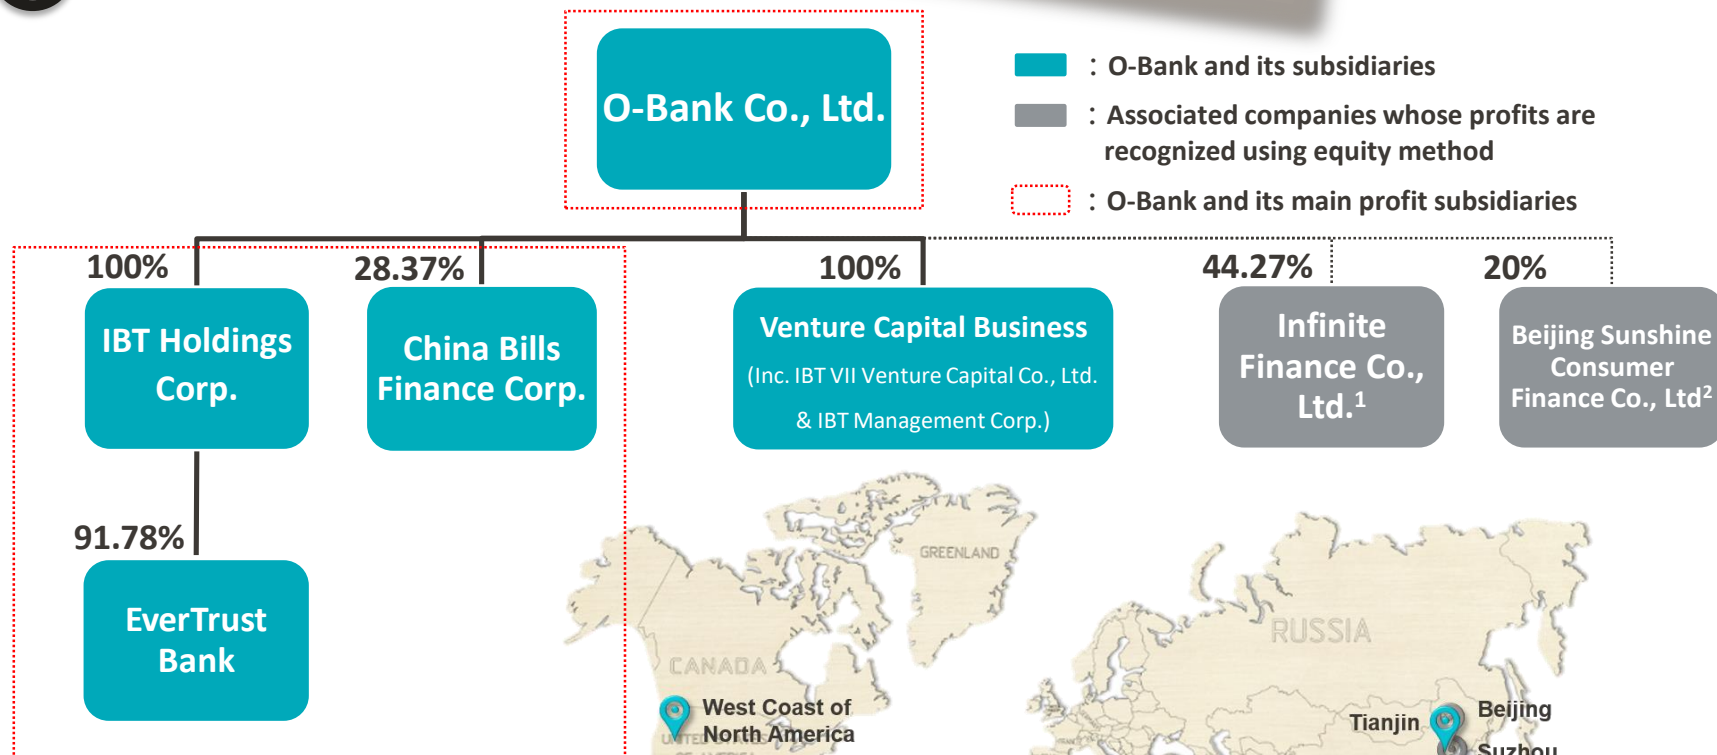 O-Bank Co., Ltd.
: O-Bank and its subsidiaries
: Associated companies whose profits are
recognized using equity method
: O-Bank and its main profit subsidiaries
100%
28.37%
100%
44.27%
20%
IBT Holdings
Corp.
China Bills
Finance Corp.
Venture Capital Business
(Inc. IBT VII Venture Capital Co., Ltd.
& IBT Management Corp.)
Infinite
Finance Co.,
Ltd.1
Beijing Sunshine
Consumer
Finance Co., Ltd2
91.78%
EverTrust
Bank
GREENLAND
RUSSIA
CANADA
West Coast of
North America
UNITED STATES
Tianjin
Beijing
Suzhou